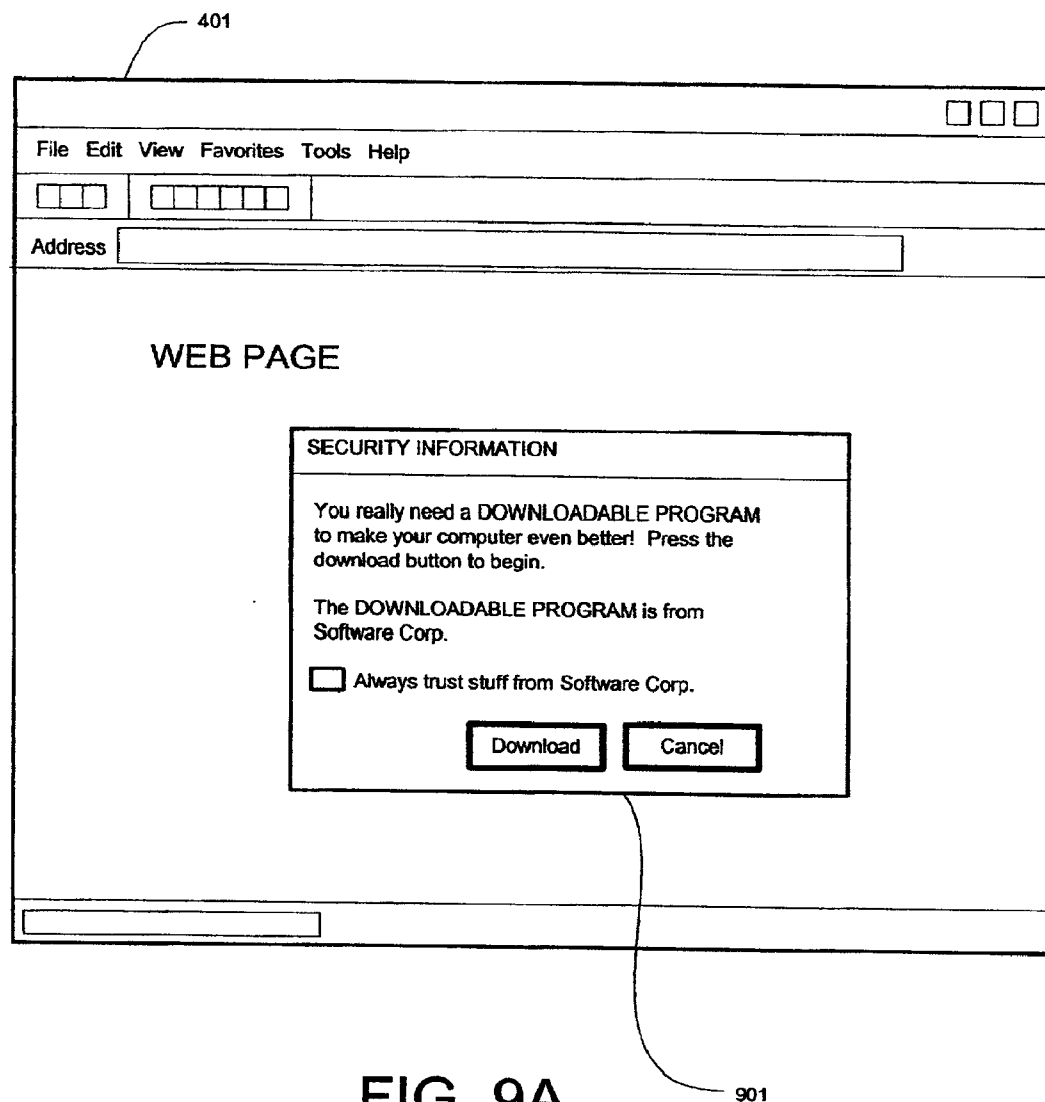 401
File Edit View Favorites Tools Help
Address
WEB PAGE
SECURITY INFORMATION
You really need a DOWNLOADABLE PROGRAM
to make your computer even better! Press the
download button to begin.
The DOWNLOADABLE PROGRAM is from
Software Corp.
Always trust stuff from Software Corp.
Download Cancel
FIG. 9A
901